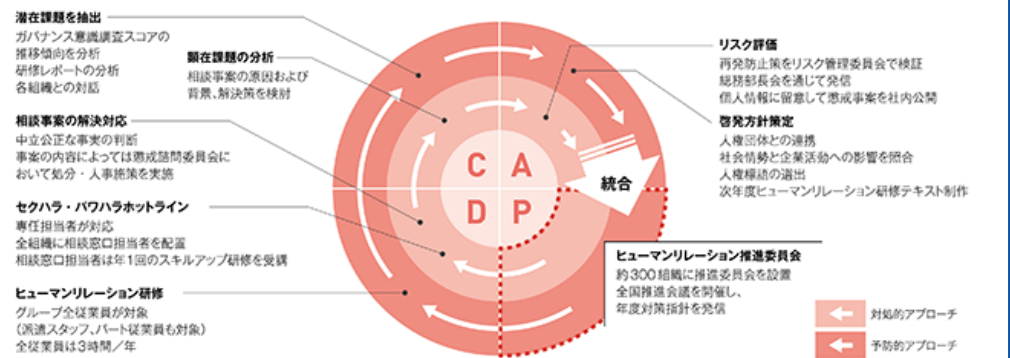 潜在課題を抽出
ガバナンス意識調査スコアの
推移傾向を分析
研修レポートの分析
各組織との対話
顕在課題の分析
相談事案の原因および
背景、解決策を検討
相談事案の解決対応
中立公正な事実の判断
事案の内容によっては懲戒諮問委員会に
おいて処分・人事施策を実施
セクハラ・パワハラホットライン
専任担当者が対応
全組織に相談窓口担当者を配置
相談窓口担当者は年1回のスキルアップ研修を受講
ヒューマンリレーション研修
グループ全従業員が対象
(派遣スタッフ、パート従業員も対象)
全従業員は3時間/年
C A
D P
統合
リスク評価
再発防止策をリスク管理委員会で検証
総務部長会を通じて発信
個人情報に留意して懲戒事案を社内公開
啓発方針策定
人権団体との連携
社会情勢と企業活動への影響を照合
人権標語の選出
次年度ヒューマンリレーション研修テキスト制作
ヒューマンリレーション推進委員会
約300組織に推進委員会を設置
全国推進会議を開催し、
年度対策指針を発信
対処的アプローチ
予防的アプローチ